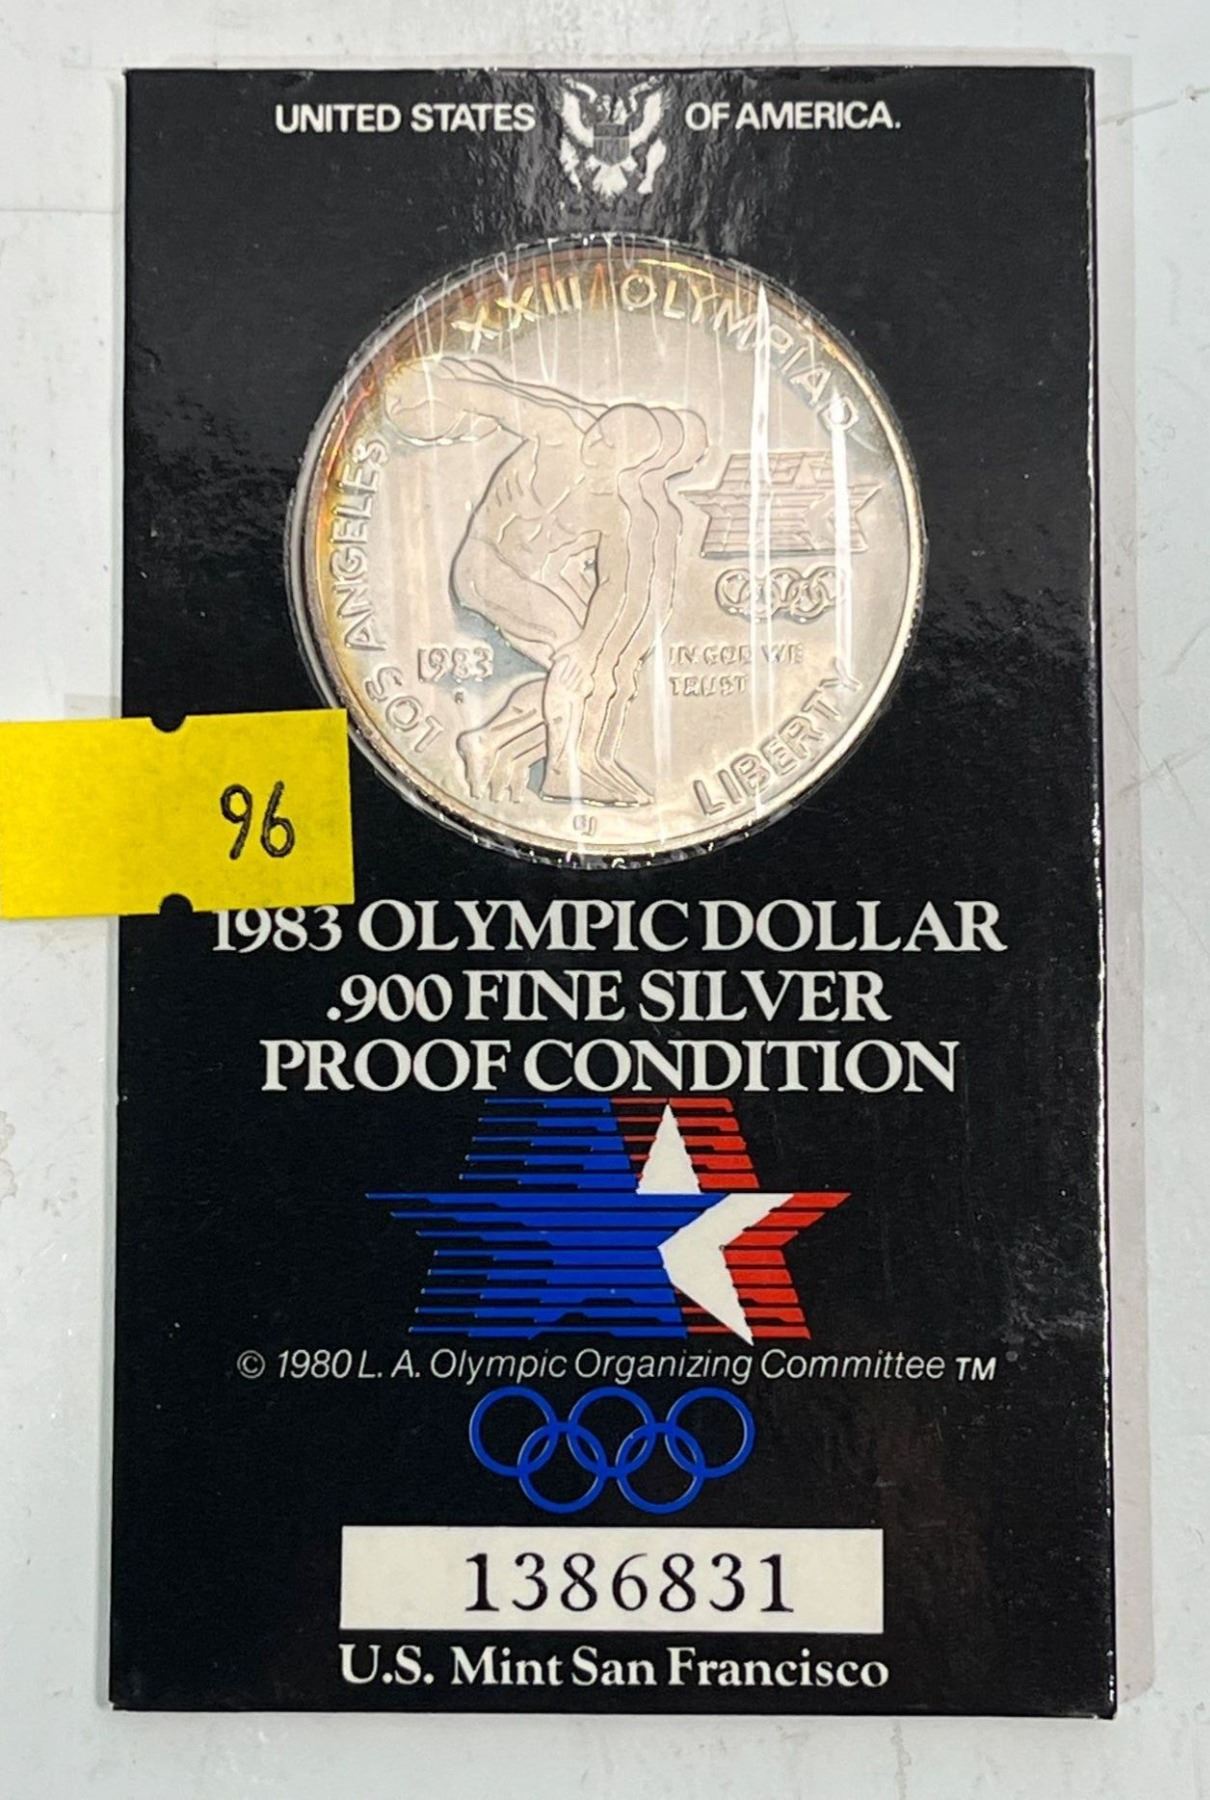 UNITED STATES OF AMERICA.
XXIII OLYMPIAD
LOS ANGELES
1983
S
IN GOD WE
TRUST
LIBERTY
96
1983 OLYMPIC DOLLAR
.900 FINE SILVER
PROOF CONDITION
© 1980 L. A. Olympic Organizing Committee TM
1386831
U.S. Mint San Francisco